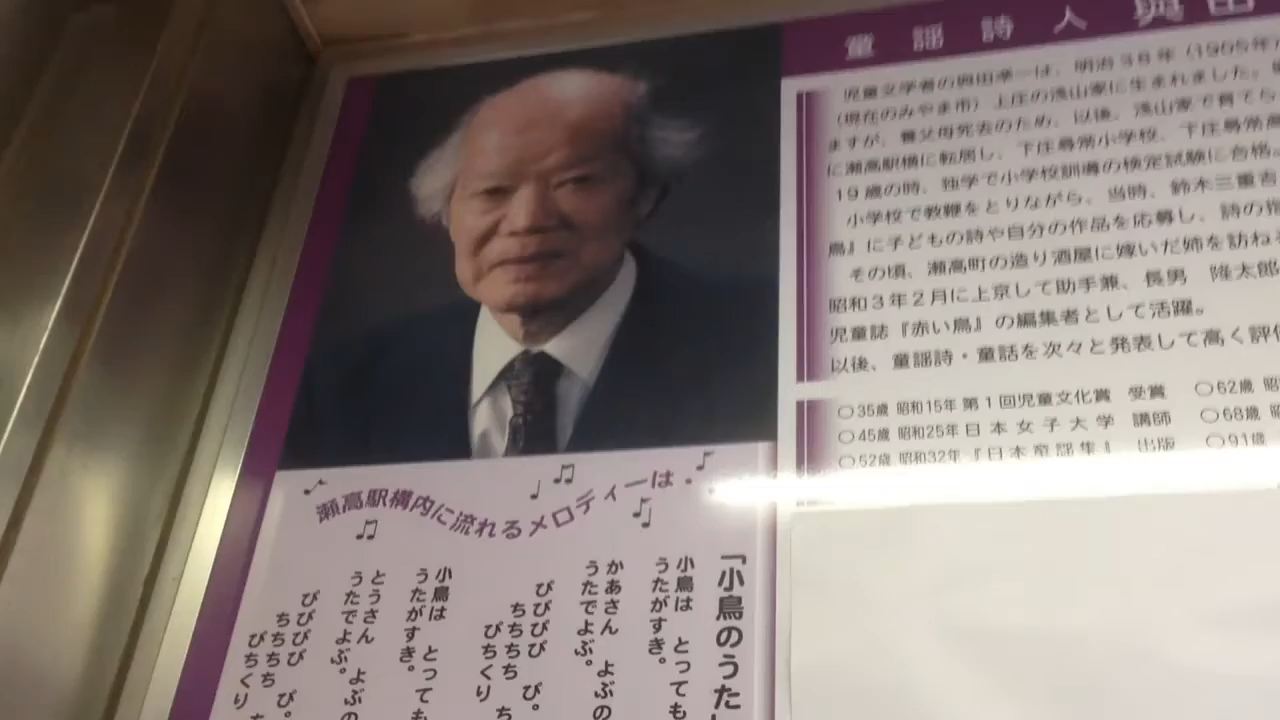 童謡詩人 與田
児童文学者の與田凖一は、明治38年（1905年）
（現在のみやま市）上庄の浅山家に生まれました。
ますが、養父母死去のため、以後、浅山家で育てら
に瀬高駅横に転居し、下庄尋常小学校、下庄尋常高
19歳の時、独学で小学校訓導の検定試験に合格
小学校で教鞭をとりながら、当時、鈴木三重吉
鳥』に子どもの詩や自分の作品を応募し、詩の
その頃、瀬高町の造り酒屋に嫁いだ姉を訪ね
昭和3年2月に上京して助手兼、長男 隆太郎
児童誌『赤い鳥』の編集者として活躍。
以後、童謡詩・童話を次々と発表して高く評価
○35歳 昭和15年 第1回児童文化賞 受賞 ○62歳 昭
○45歳 昭和25年 日本女子大学 講師 ○68歳
○52歳 昭和32年 『日本童謡集』 出版 ○91歳
瀬高駅構内に流れるメロディーは・
「小鳥のうた」
小鳥は とっても
うたがすき。
かあさん よぶの
うたでよぶ。
ぴぴぴぴ ぴ。
ちちちち ち
ぴちくり
小鳥は とっても
うたがすき。
とうさん よぶの
うたでよぶ。
ぴぴぴぴ ぴ。
ちちちち ち
ぴちくり